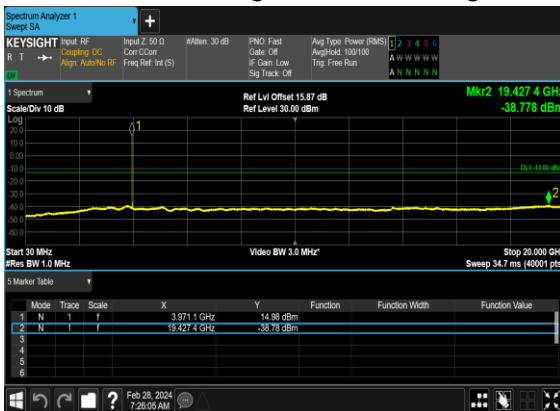 Spectrum Analyzer 1
Swept SA
KEYSIGHT Input: RF Input Z: 50 Ω #Atten: 30 dB PNO: Fast Avg Type: Power (RMS) 1 2 3 4 5 6
R T Coupling: DC Corr CCorr Gate: Off Avg|Hold: 100/100 A W W W W W
Align: Auto/No RF Freq Ref: Int (S) IF Gain: Low Trig: Free Run
LV Sig Track: Off A N N N N N
1 Spectrum Ref Lvl Offset 15.87 dB Mkr2 19.427 4 GHz
Scale/Div 10 dB Ref Level 30.00 dBm -38.778 dBm
Log
20.0 1
10.0
0.00
-10.0 DL1 -13.00 dBm
-20.0
-30.0 2
-40.0
-50.0
-60.0
Start 30 MHz Video BW 3.0 MHz* Stop 20.000 GHz
#Res BW 1.0 MHz Sweep 34.7 ms (40001 pts)
5 Marker Table
Mode Trace Scale X Y Function Function Width Function Value
1 N 1 f 3.971 1 GHz 14.98 dBm
2 N 1 f 19.427 4 GHz -38.78 dBm
3
4
5
6
? Feb 28, 2024
7:26:05 AM